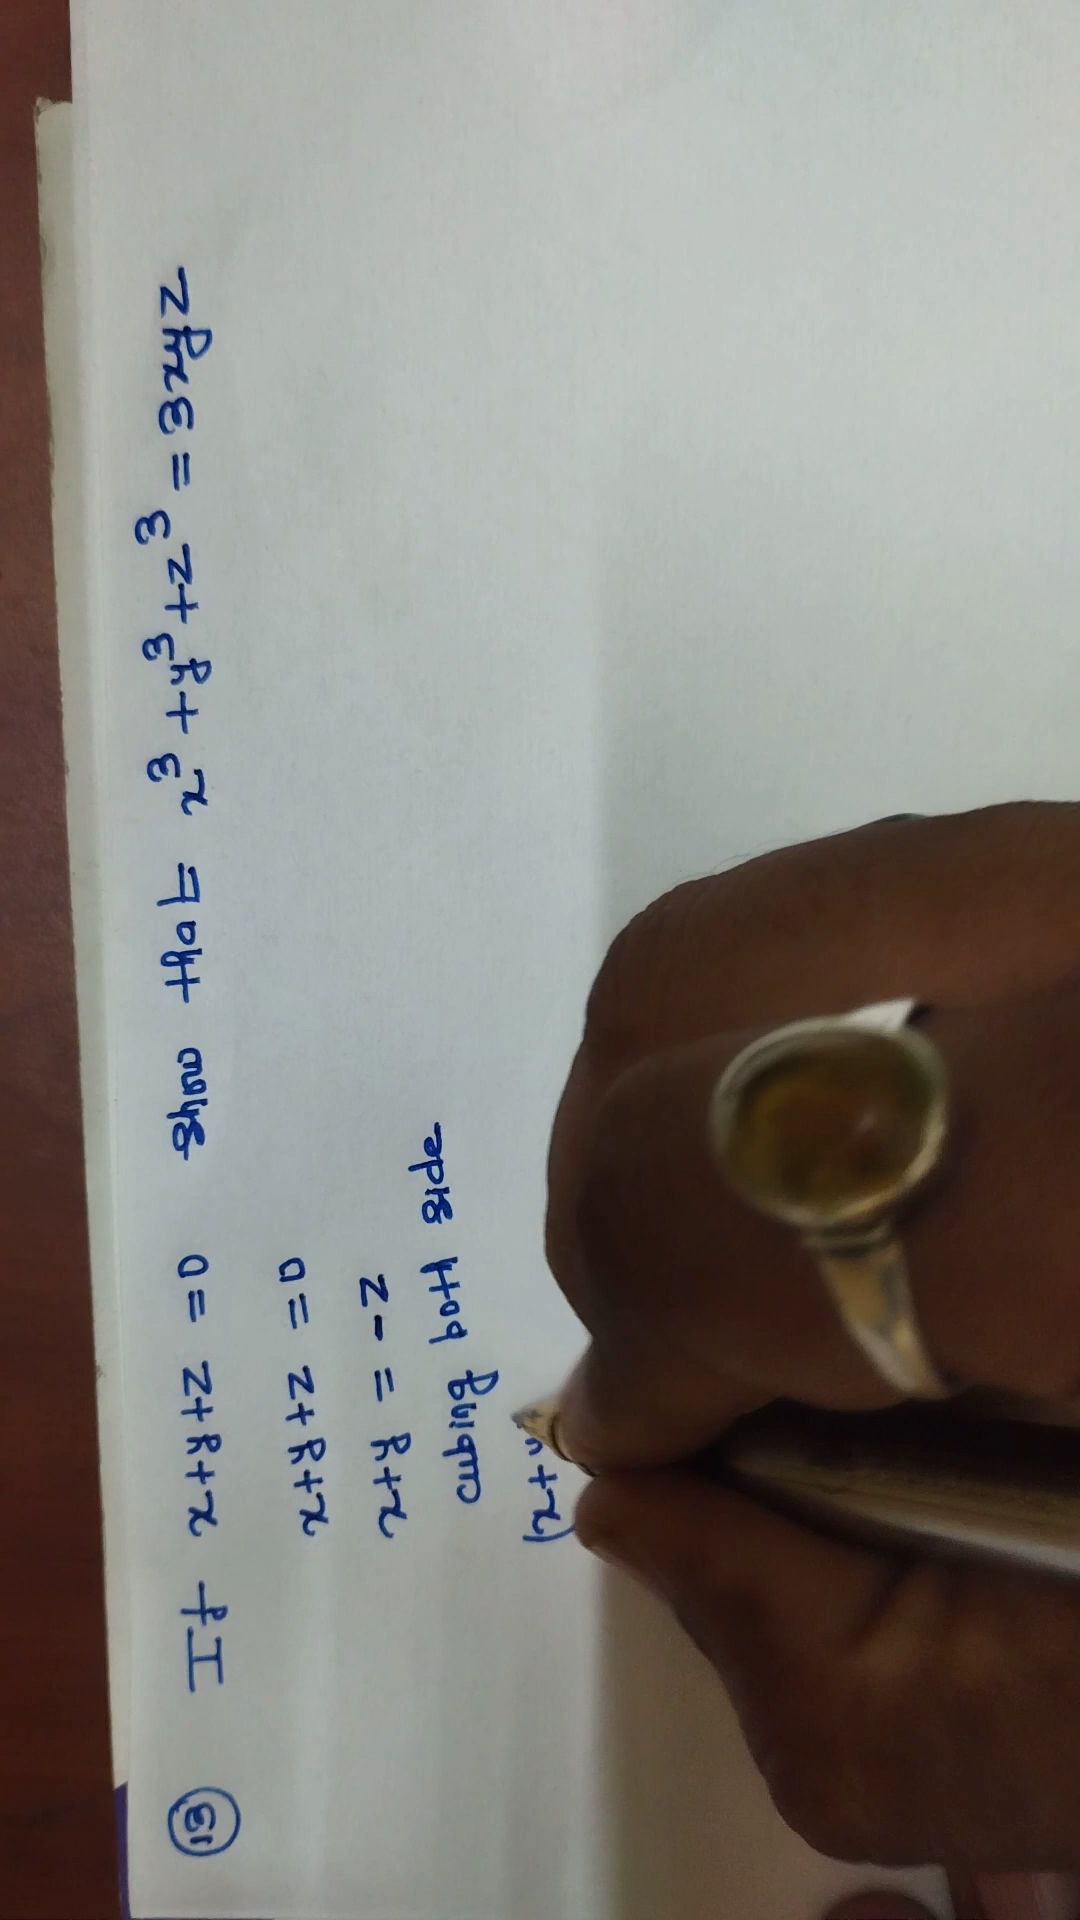 (13) If x+y+z=0 show that x³+y³+z³=3xyz
x+y+z=0
x+y=-z
cubing both side
(x+y